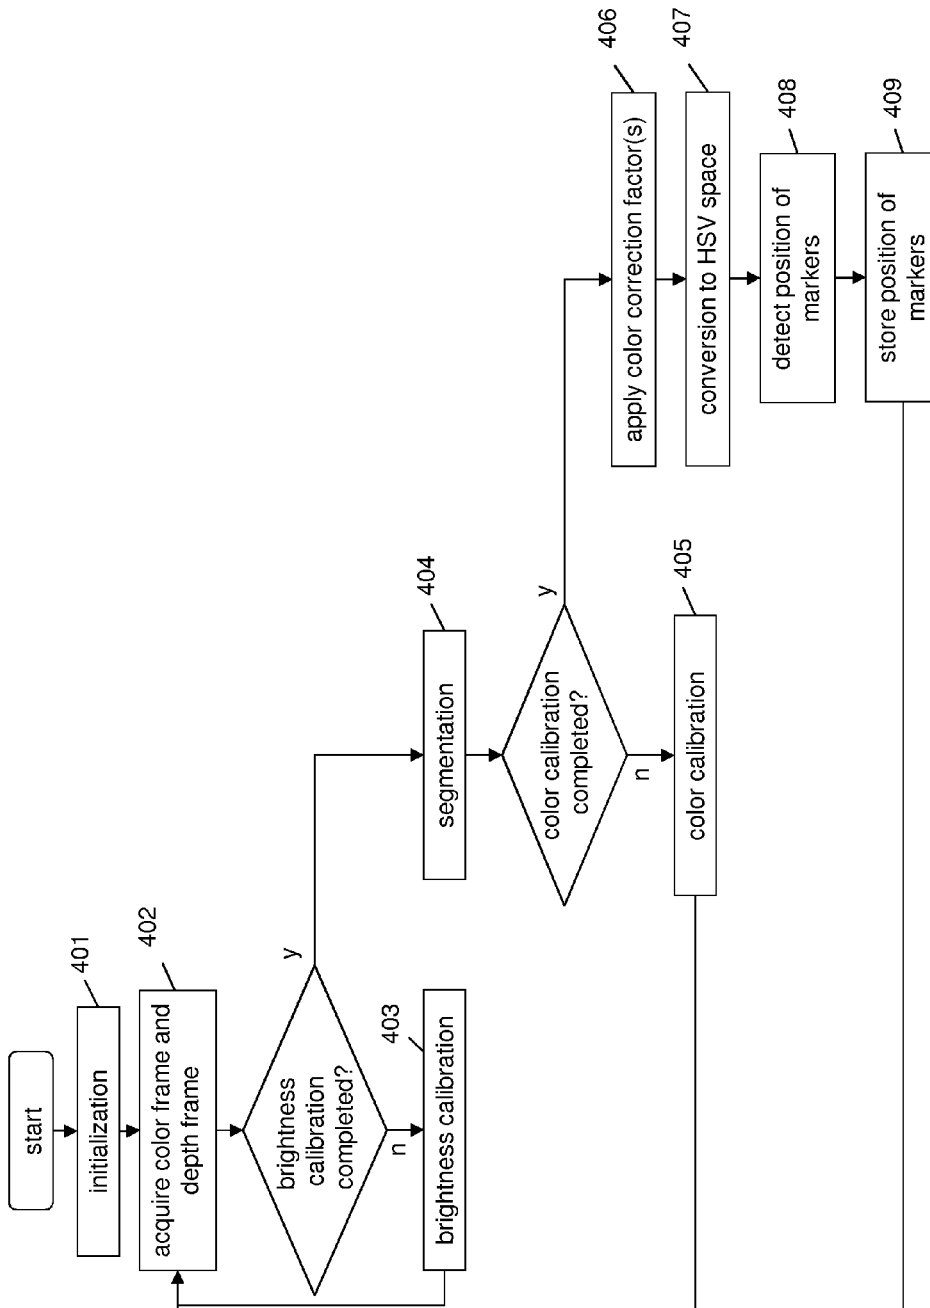 start
initialization
401
acquire color frame and
depth frame
402
brightness
calibration
completed?
y
n
brightness calibration
403
segmentation
404
color calibration
completed?
y
n
color calibration
405
apply color correction factor(s)
406
conversion to HSV space
407
detect position of
markers
408
store position of
markers
409